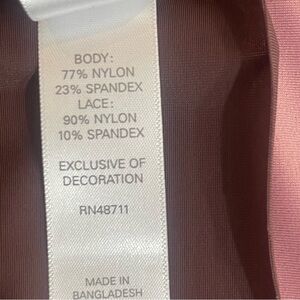 BODY:
77% NYLON
23% SPANDEX
LACE:
90% NYLON
10% SPANDEX
EXCLUSIVE OF
DECORATION
RN48711
MADE IN
BANGLADESH